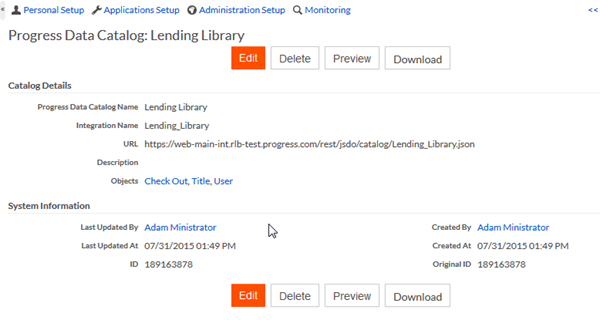 Personal Setup Applications Setup Administration Setup Monitoring <<
Progress Data Catalog: Lending Library
Edit Delete Preview Download
Catalog Details
Progress Data Catalog Name Lending Library
Integration Name Lending_Library
URL https://web-main-int.rlb-test.progress.com/rest/jsdo/catalog/Lending_Library.json
Description
Objects Check Out, Title, User
System Information
Last Updated By Adam Ministrator Created By Adam Ministrator
Last Updated At 07/31/2015 01:49 PM Created At 07/31/2015 01:49 PM
ID 189163878 Original ID 189163878
Edit Delete Preview Download